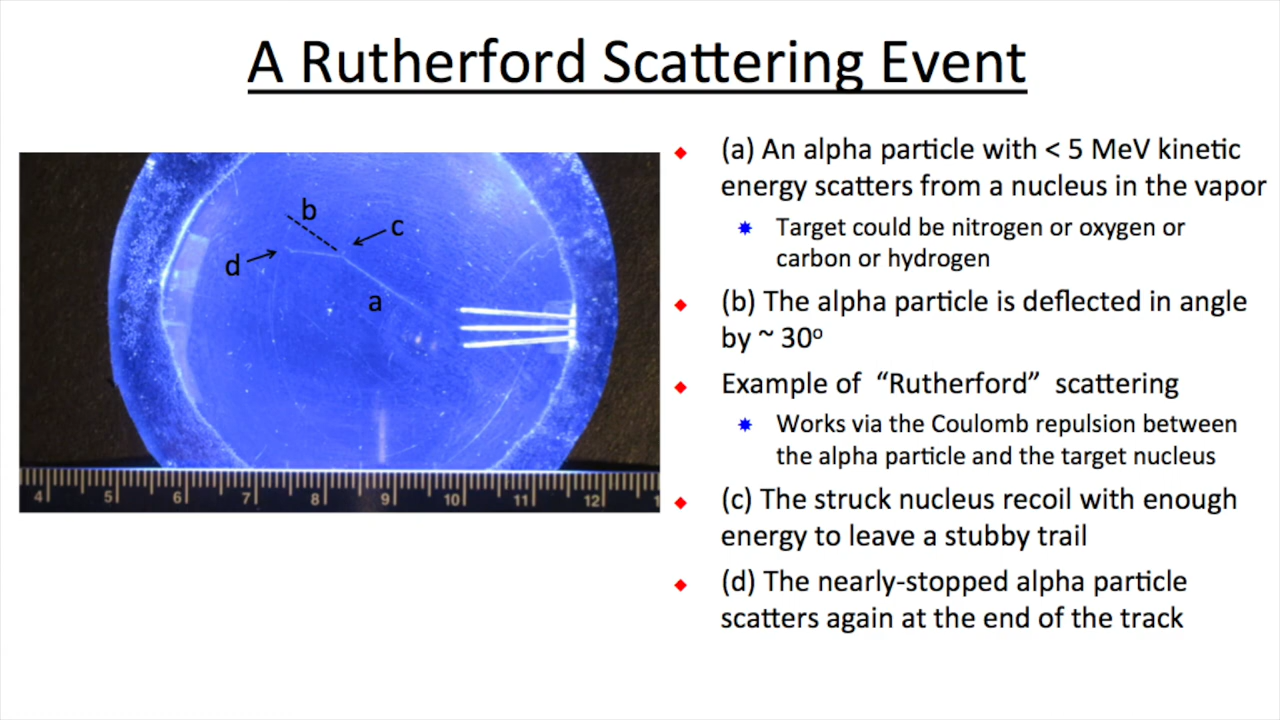 A Rutherford Scattering Event
b
c
d
a
4 5 6 7 8 9 10 11 12
(a) An alpha particle with < 5 MeV kinetic
energy scatters from a nucleus in the vapor
Target could be nitrogen or oxygen or
carbon or hydrogen
(b) The alpha particle is deflected in angle
by ~ 30º
Example of “Rutherford” scattering
Works via the Coulomb repulsion between
the alpha particle and the target nucleus
(c) The struck nucleus recoil with enough
energy to leave a stubby trail
(d) The nearly-stopped alpha particle
scatters again at the end of the track